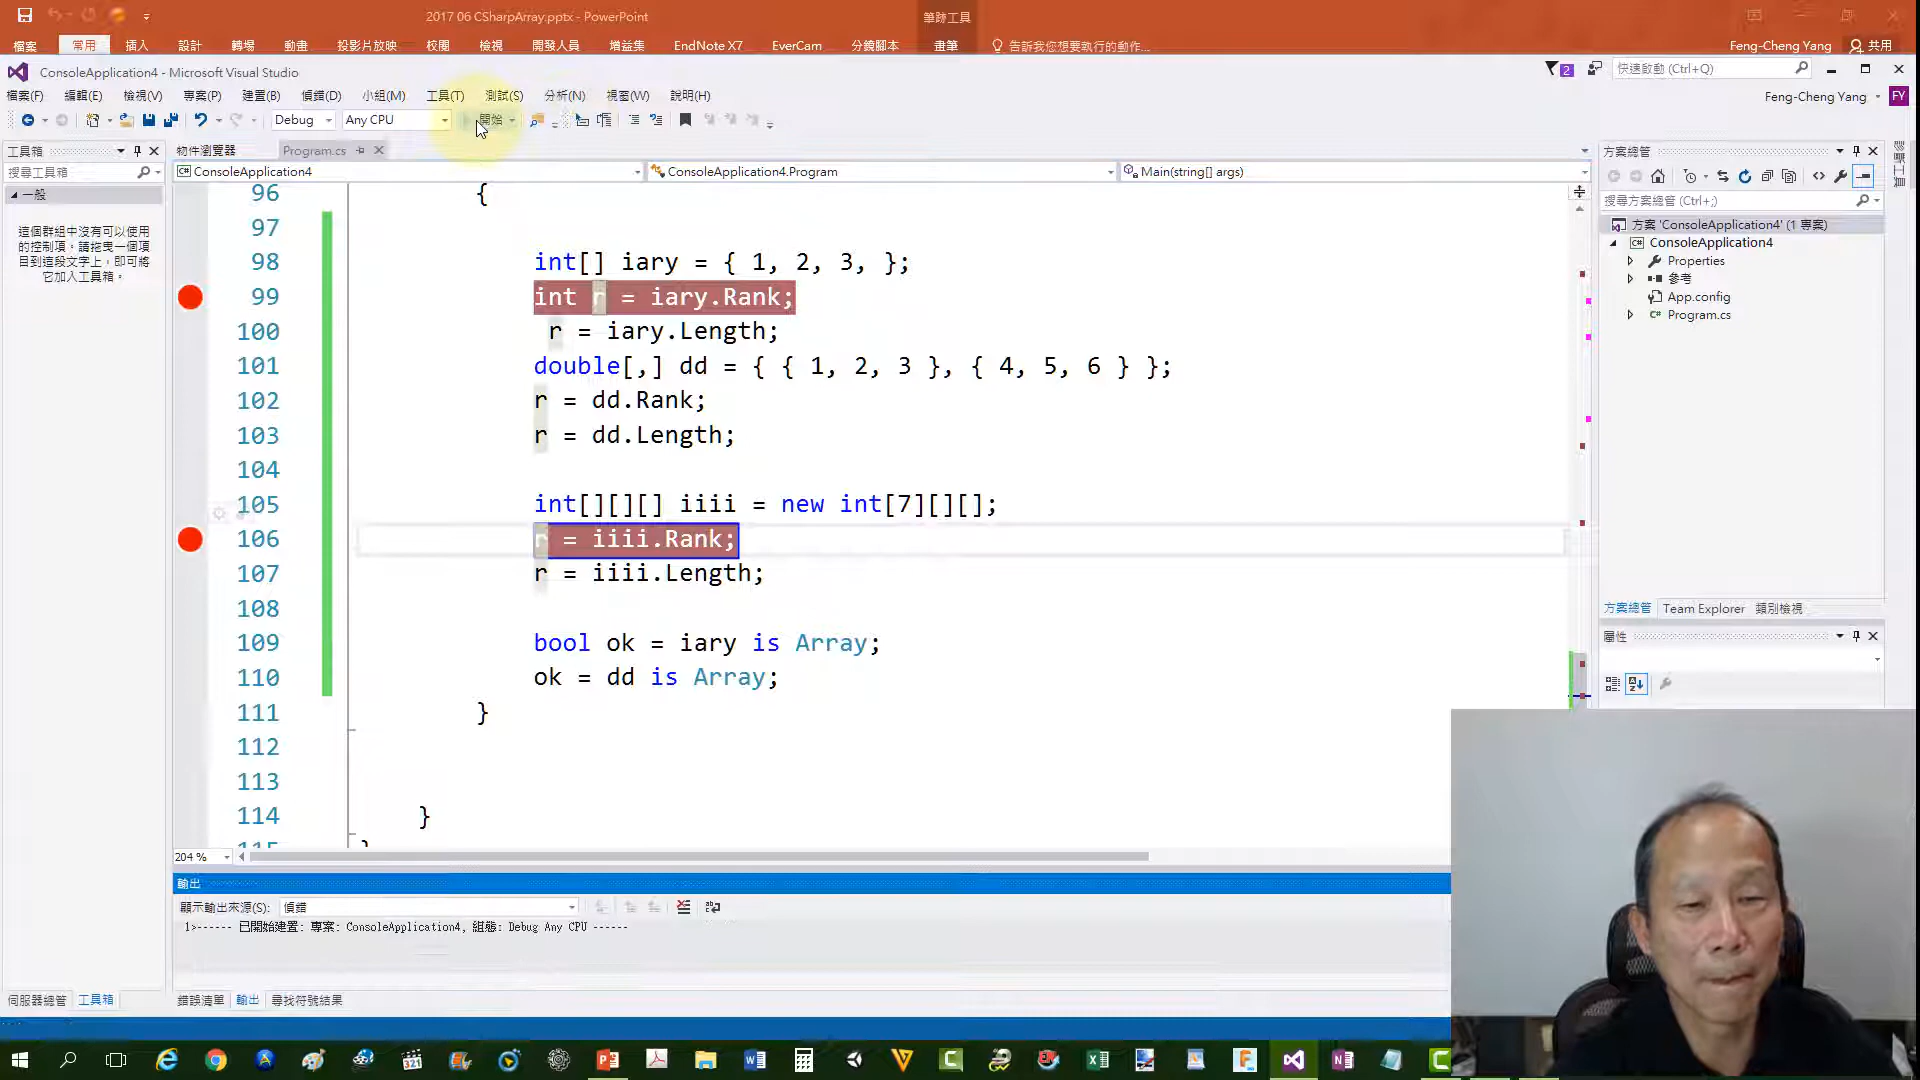 2017 06 CSharpArray.pptx - PowerPoint
筆跡工具
檔案 常用 插入 設計 轉場 動畫 投影片放映 校閱 檢視 開發人員 增益集 EndNote X7 EverCam 分鏡腳本 畫筆 告訴我您想要執行的動作... Feng-Cheng Yang 共用
ConsoleApplication4 - Microsoft Visual Studio
2
快速啟動 (Ctrl+Q)
檔案(F) 編輯(E) 檢視(V) 專案(P) 建置(B) 偵錯(D) 小組(M) 工具(T) 測試(S) 分析(N) 視窗(W) 說明(H)
Feng-Cheng Yang FY
Debug Any CPU 開始
工具箱
物件瀏覽器 Program.cs
方案總管
診斷工具
搜尋工具箱
ConsoleApplication4 ConsoleApplication4.Program Main(string[] args)
一般
這個群組中沒有可以使用
的控制項。請拖曳一個項
目到這段文字上，即可將
它加入工具箱。
96 {
97
98 int[] iary = { 1, 2, 3, };
99 int r = iary.Rank;
100 r = iary.Length;
101 double[,] dd = { { 1, 2, 3 }, { 4, 5, 6 } };
102 r = dd.Rank;
103 r = dd.Length;
104
105 int[][][] iiii = new int[7][][];
106 r = iiii.Rank;
107 r = iiii.Length;
108
109 bool ok = iary is Array;
110 ok = dd is Array;
111 }
112
113
114 }
115 }
204 %
搜尋方案總管 (Ctrl+;)
方案 'ConsoleApplication4' (1 專案)
ConsoleApplication4
Properties
參考
App.config
Program.cs
方案總管 Team Explorer 類別檢視
屬性
輸出
顯示輸出來源(S): 偵錯
1>------ 已開始建置: 專案: ConsoleApplication4, 組態: Debug Any CPU ------
伺服器總管 工具箱
錯誤清單 輸出 尋找符號結果